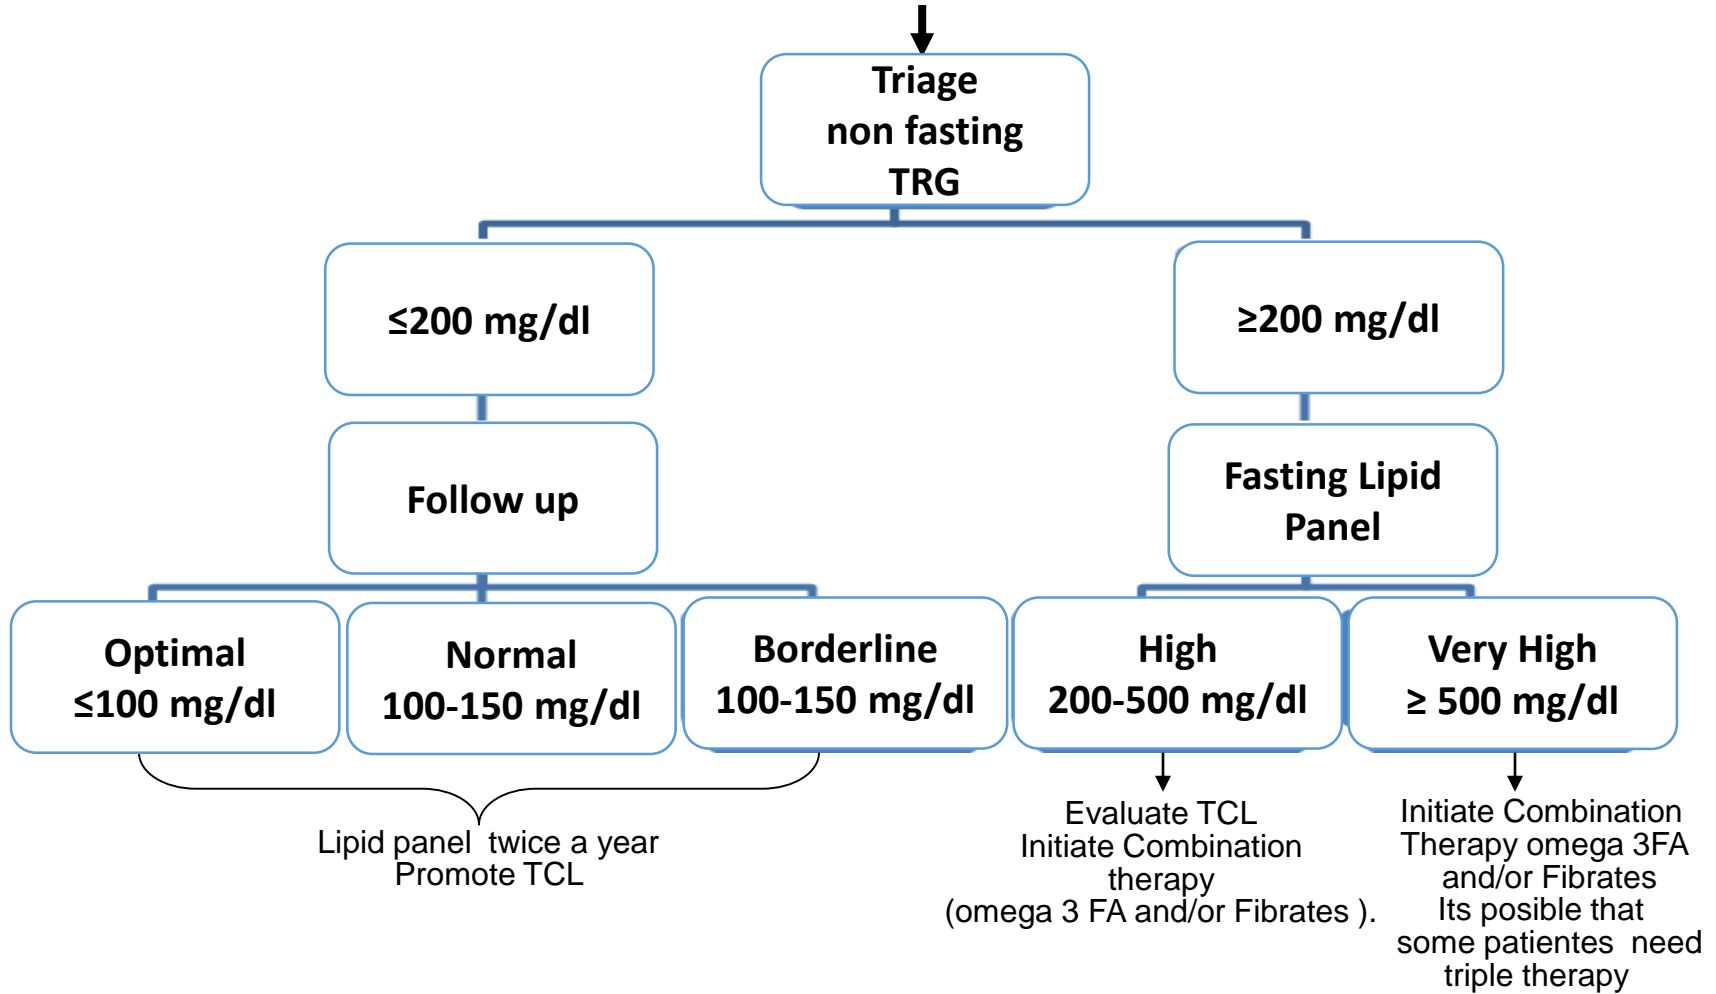 Triage
non fasting
TRG
≤200 mg/dl
≥200 mg/dl
Follow up
Fasting Lipid
Panel
Optimal
≤100 mg/dl
Normal
100-150 mg/dl
Borderline
100-150 mg/dl
High
200-500 mg/dl
Very High
≥ 500 mg/dl
Lipid panel twice a year
Promote TCL
Evaluate TCL
Initiate Combination
therapy
(omega 3 FA and/or Fibrates ).
Initiate Combination
Therapy omega 3FA
and/or Fibrates
Its posible that
some patientes need
triple therapy